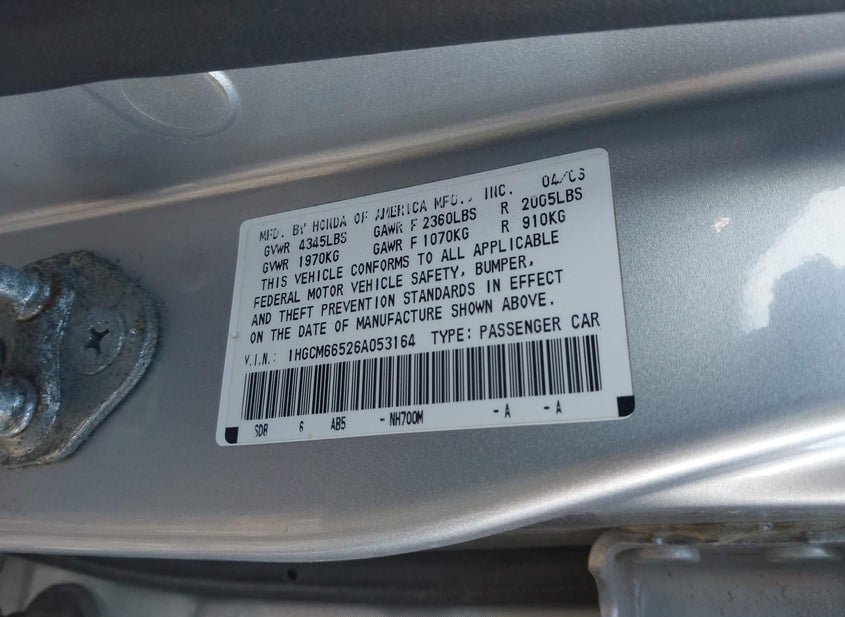 MFD. BY HONDA OF AMERICA MFG., INC. 04/06
GVWR 4345LBS GAWR F 2360LBS R 2005LBS
GVWR 1970KG GAWR F 1070KG R 910KG
THIS VEHICLE CONFORMS TO ALL APPLICABLE
FEDERAL MOTOR VEHICLE SAFETY, BUMPER,
AND THEFT PREVENTION STANDARDS IN EFFECT
ON THE DATE OF MANUFACTURE SHOWN ABOVE.
V.I.N.: 1HGCM66526A053164 TYPE: PASSENGER CAR
SDB 6 AB5 -NH700M -A -A